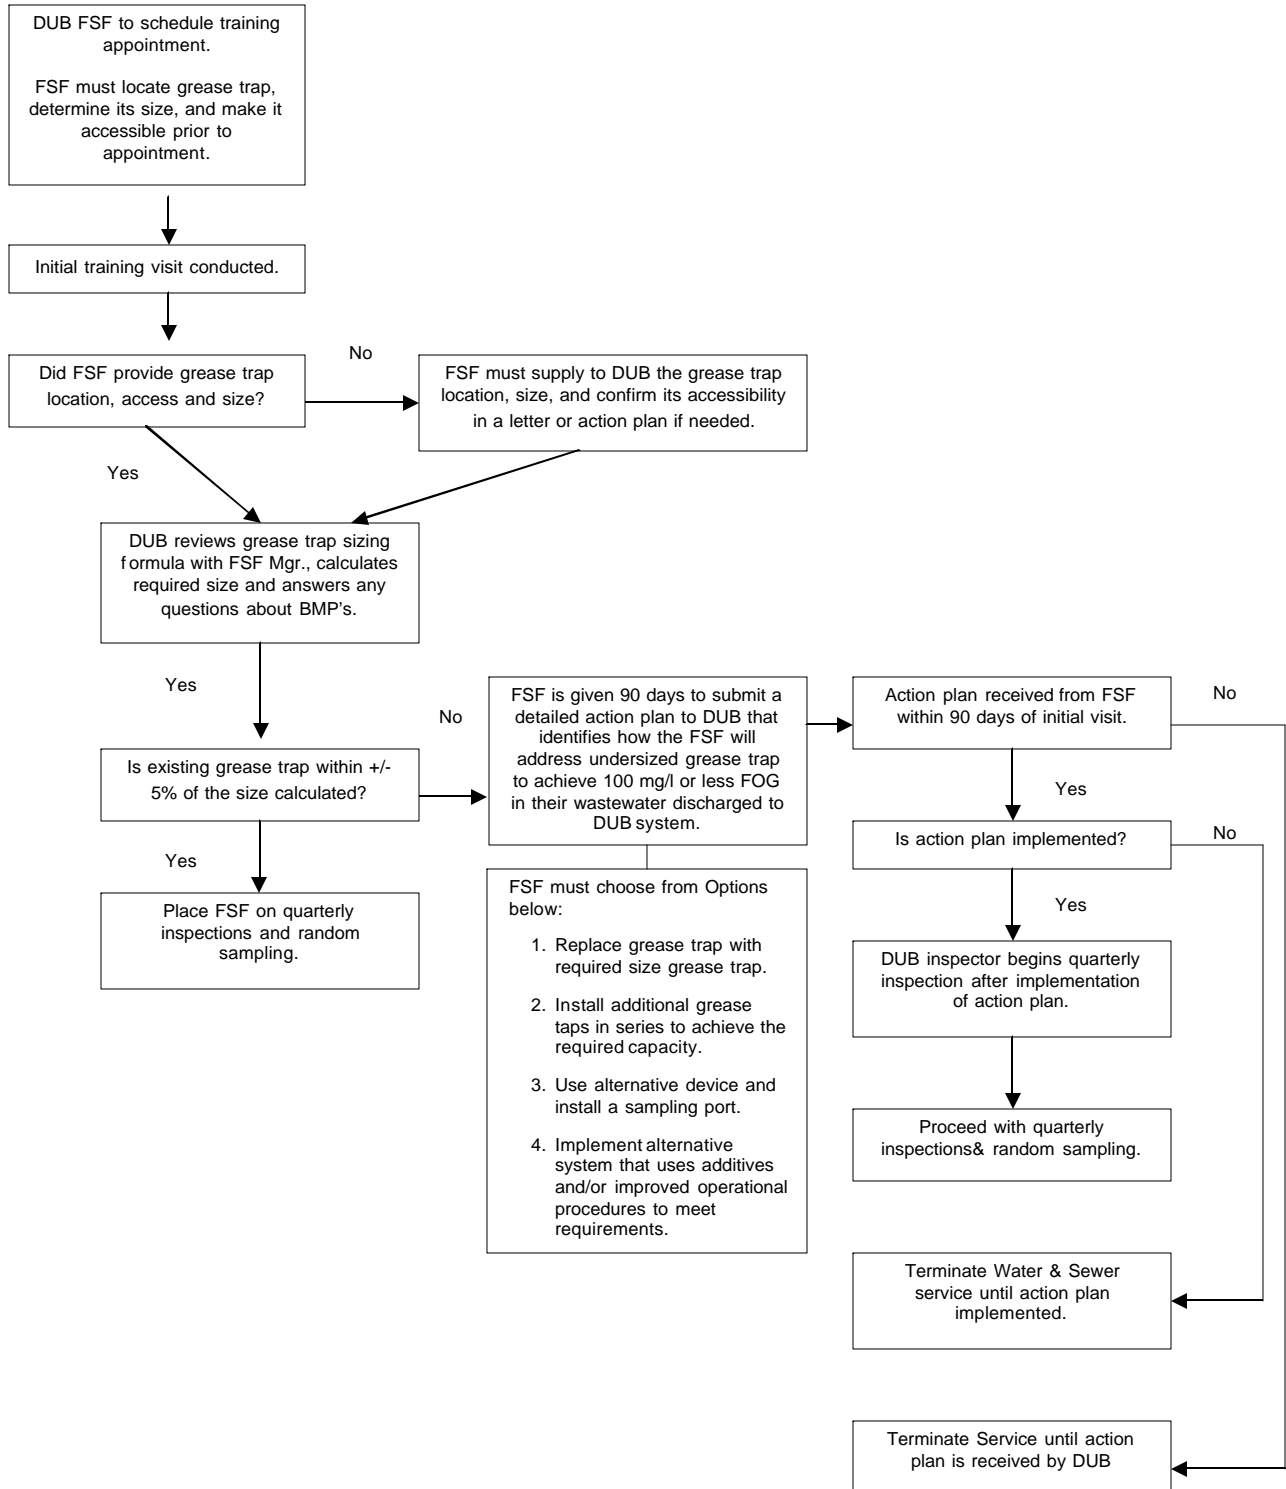 DUB FSF to schedule training
appointment.
FSF must locate grease trap,
determine its size, and make it
accessible prior to
appointment.
Initial training visit conducted.
Did FSF provide grease trap
location, access and size?
No
FSF must supply to DUB the grease trap
location, size, and confirm its accessibility
in a letter or action plan if needed.
Yes
DUB reviews grease trap sizing
formula with FSF Mgr., calculates
required size and answers any
questions about BMP's.
Yes
Is existing grease trap within +/-
5% of the size calculated?
No
FSF is given 90 days to submit a
detailed action plan to DUB that
identifies how the FSF will
address undersized grease trap
to achieve 100 mg/l or less FOG
in their wastewater discharged to
DUB system.
Yes
Place FSF on quarterly
inspections and random
sampling.
FSF must choose from Options
below:
1. Replace grease trap with
required size grease trap.
2. Install additional grease
taps in series to achieve the
required capacity.
3. Use alternative device and
install a sampling port.
4. Implement alternative
system that uses additives
and/or improved operational
procedures to meet
requirements.
Action plan received from FSF
within 90 days of initial visit.
No
Yes
Is action plan implemented?
No
Yes
DUB inspector begins quarterly
inspection after implementation
of action plan.
Proceed with quarterly
inspections& random sampling.
Terminate Water & Sewer
service until action plan
implemented.
Terminate Service until action
plan is received by DUB